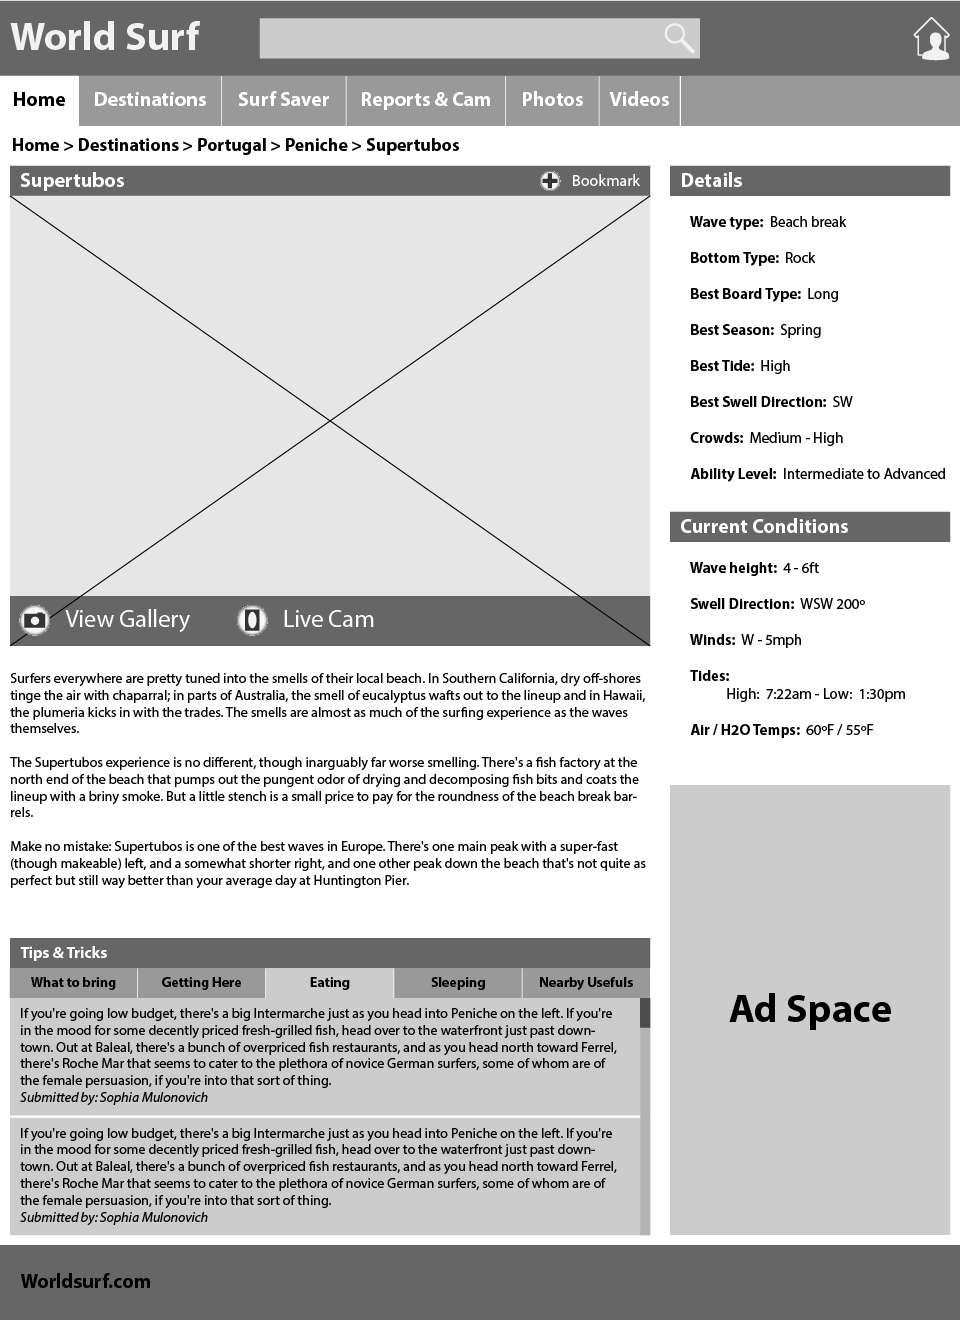 World Surf
Home
Destinations
Surf Saver
Reports & Cam
Photos
Videos
Home > Destinations > Portugal > Peniche > Supertubos
Supertubos
Bookmark
View Gallery
Live Cam
Surfers everywhere are pretty tuned into the smells of their local beach. In Southern California, dry off-shores
tinge the air with chaparral; in parts of Australia, the smell of eucalyptus wafts out to the lineup and in Hawaii,
the plumeria kicks in with the trades. The smells are almost as much of the surfing experience as the waves
themselves.
The Supertubos experience is no different, though inarguably far worse smelling. There's a fish factory at the
north end of the beach that pumps out the pungent odor of drying and decomposing fish bits and coats the
lineup with a briny smoke. But a little stench is a small price to pay for the roundness of the beach break bar-
rels.
Make no mistake: Supertubos is one of the best waves in Europe. There's one main peak with a super-fast
(though makeable) left, and a somewhat shorter right, and one other peak down the beach that's not quite as
perfect but still way better than your average day at Huntington Pier.
Tips & Tricks
What to bring
Getting Here
Eating
Sleeping
Nearby Usefuls
If you're going low budget, there's a big Intermarche just as you head into Peniche on the left. If you're
in the mood for some decently priced fresh-grilled fish, head over to the waterfront just past down-
town. Out at Baleal, there's a bunch of overpriced fish restaurants, and as you head north toward Ferrel,
there's Roche Mar that seems to cater to the plethora of novice German surfers, some of whom are of
the female persuasion, if you're into that sort of thing.
Submitted by: Sophia Mulonovich
If you're going low budget, there's a big Intermarche just as you head into Peniche on the left. If you're
in the mood for some decently priced fresh-grilled fish, head over to the waterfront just past down-
town. Out at Baleal, there's a bunch of overpriced fish restaurants, and as you head north toward Ferrel,
there's Roche Mar that seems to cater to the plethora of novice German surfers, some of whom are of
the female persuasion, if you're into that sort of thing.
Submitted by: Sophia Mulonovich
Details
Wave type: Beach break
Bottom Type: Rock
Best Board Type: Long
Best Season: Spring
Best Tide: High
Best Swell Direction: SW
Crowds: Medium - High
Ability Level: Intermediate to Advanced
Current Conditions
Wave height: 4 - 6ft
Swell Direction: WSW 200º
Winds: W - 5mph
Tides:
High: 7:22am - Low: 1:30pm
Air / H2O Temps: 60ºF / 55ºF
Ad Space
Worldsurf.com